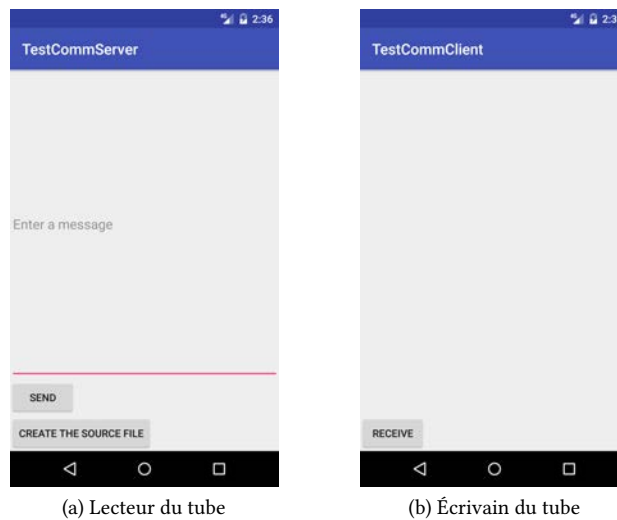 2:36
TestCommServer
Enter a message
SEND
CREATE THE SOURCE FILE
(a) Lecteur du tube
2:3
TestCommClient
RECEIVE
(b) Écrivain du tube